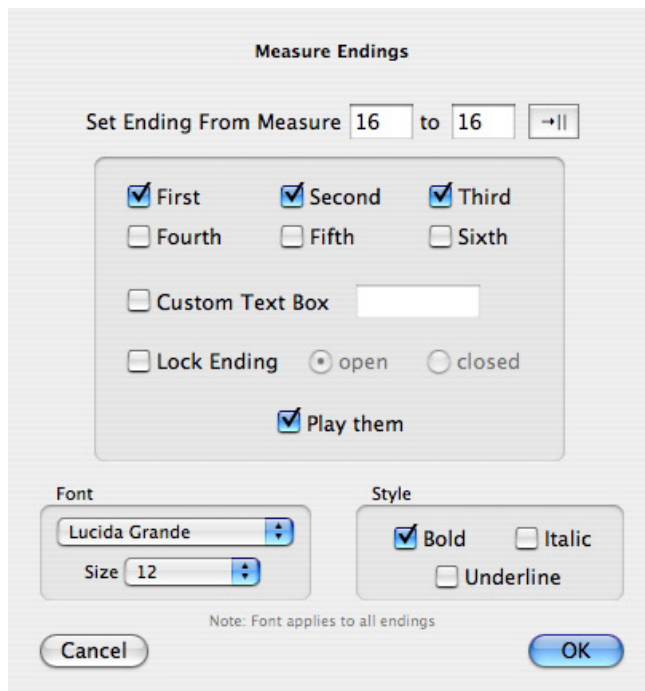 Measure Endings
Set Ending From Measure 16 to 16
First Second Third
Fourth Fifth Sixth
Custom Text Box
Lock Ending open closed
Play them
Font Style
Lucida Grande
Bold Italic
Size 12
Underline
Note: Font applies to all endings
Cancel OK